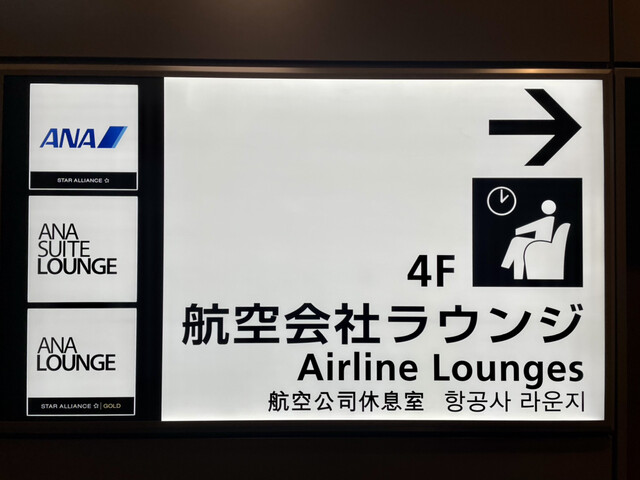 ANA
STAR ALLIANCE
ANA
SUITE
LOUNGE
ANA
LOUNGE
STAR ALLIANCE | GOLD
4F
航空会社ラウンジ
Airline Lounges
航空公司休息室 항공사 라운지